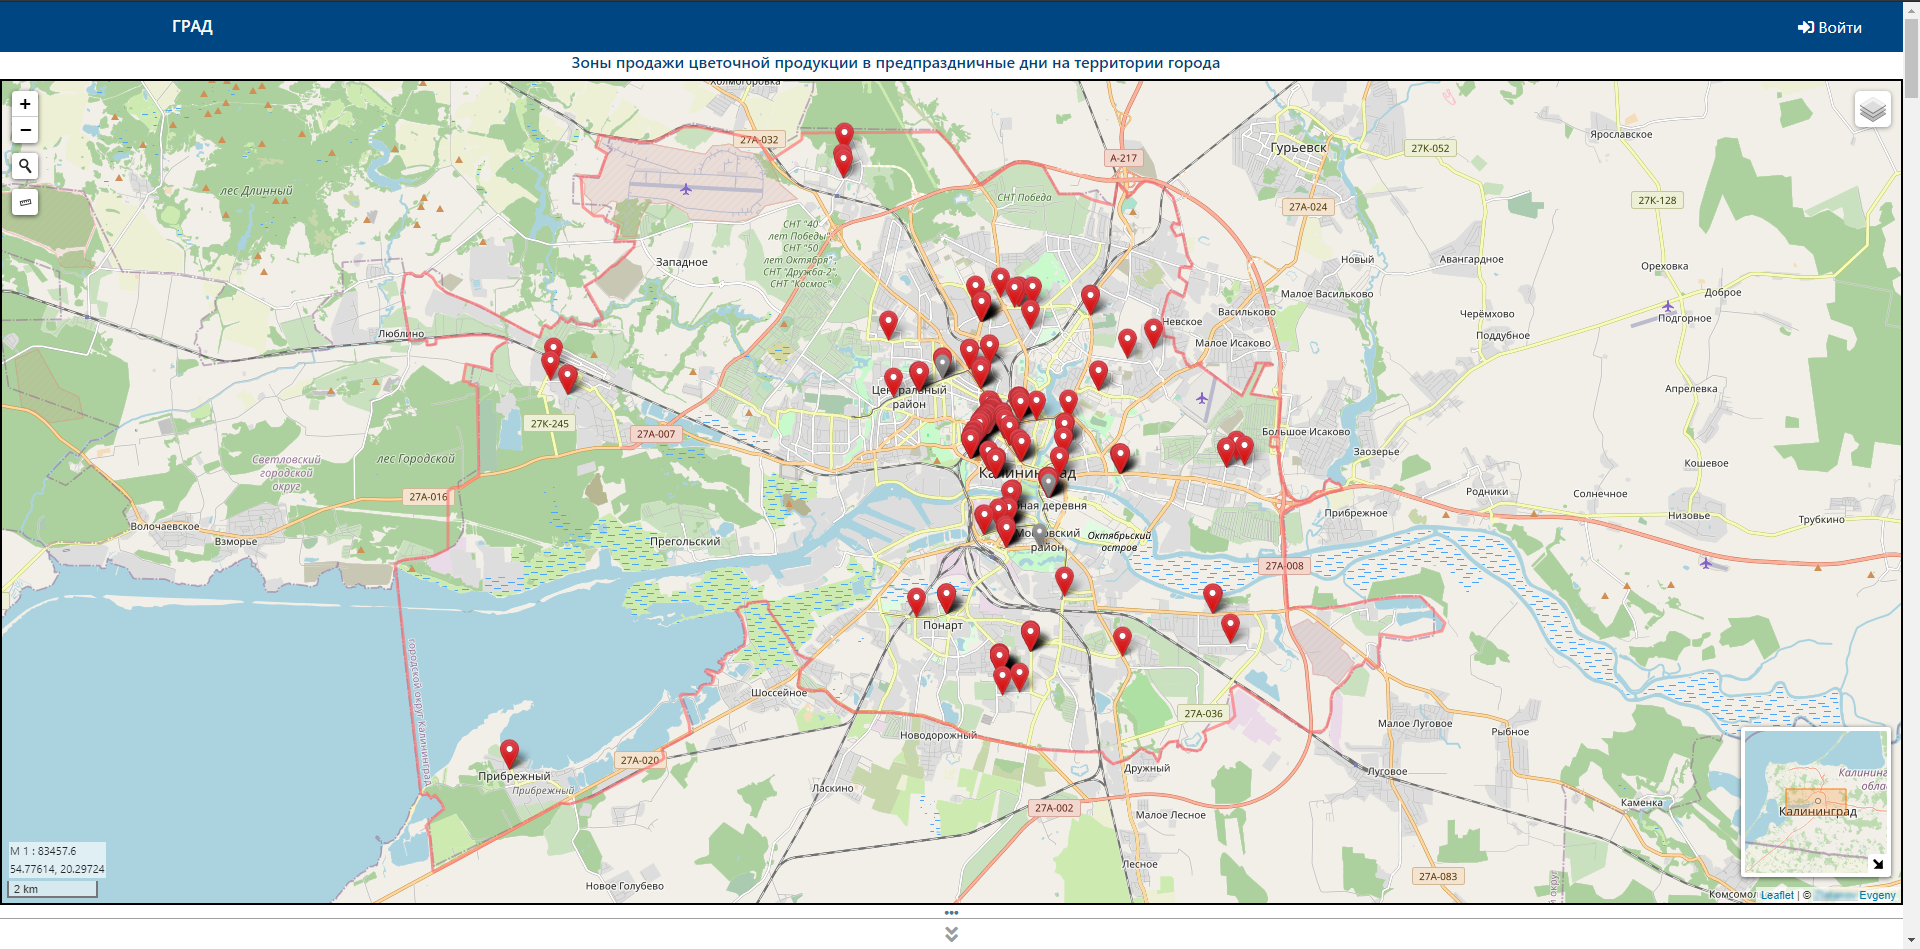 ГРАД
Войти
Зоны продажи цветочной продукции в предпраздничные дни на территории города
Холмогоровка
27А-032
А-217
Гурьевск
27К-052
Ярославское
лес Длинный
СНТ Победа
27А-024
27К-128
СНТ "40
лет Победы"
СНТ "50
лет Октября",
СНТ "Дружба-2",
СНТ "Космос"
Западное
Новый
Авангардное
Ореховка
Малое Васильково
Доброе
Васильково
Черёмхово
Подгорное
Люблино
Невское
Поддубное
Малое Исаково
Центральный
район
Апрелевка
27К-245
27А-007
Большое Исаково
Заозерье
Светловский
городской
округ
лес Городской
Кошевое
Калининград
27А-016
Родники
Солнечное
Низовье
Трубкино
Прибрежное
Волочаевское
Взморье
Прегольский
ная деревня
Московский
район
Октябрьский
остров
27А-008
Понарт
городской округ Калининград
Шоссейное
27А-036
Малое Луговое
Рыбное
Новодорожный
27А-020
Прибрежный
Прибрежный
Дружный
Луговое
Ласкино
27А-002
Малое Лесное
Каменка
Лесное
27А-083
Новое Голубево
округ
Комсомол
Калининг
обла
Калининград
М 1 : 83457.6
54.77614, 20.29724
2 km
Leaflet | © Evgeny